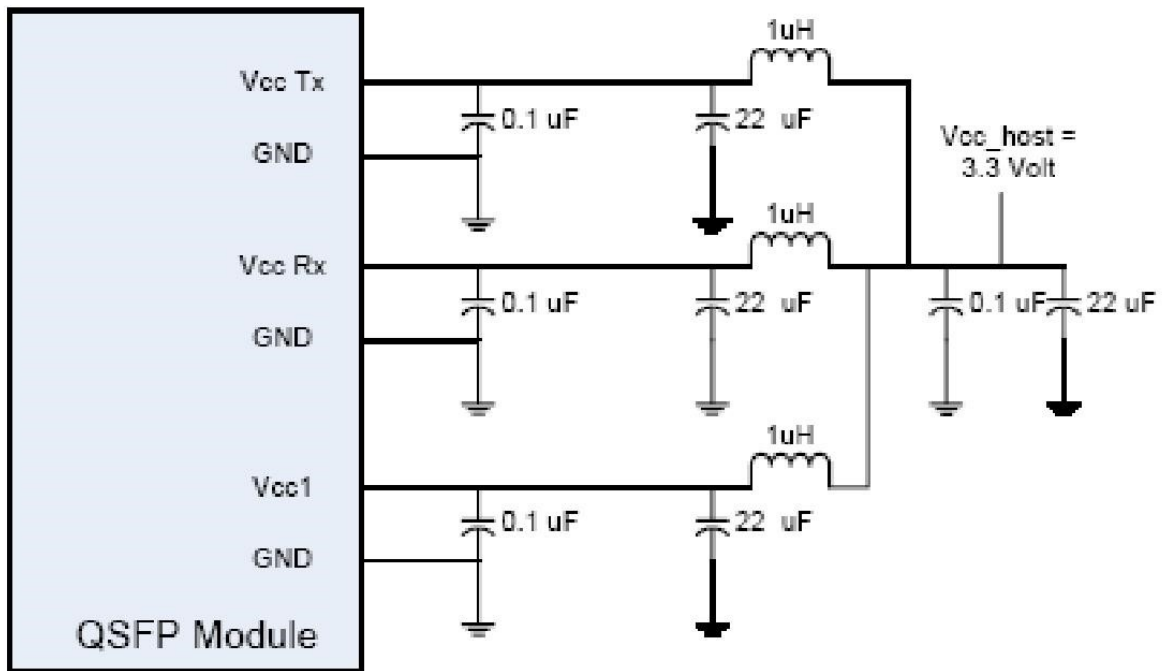 1uH
Vcc Tx
0.1 uF
22 uF
GND
Vcc_host =
3.3 Volt
1uH
Vcc Rx
0.1 uF
22 uF
0.1 uF
22 uF
GND
1uH
Vcc1
0.1 uF
22 uF
GND
QSFP Module